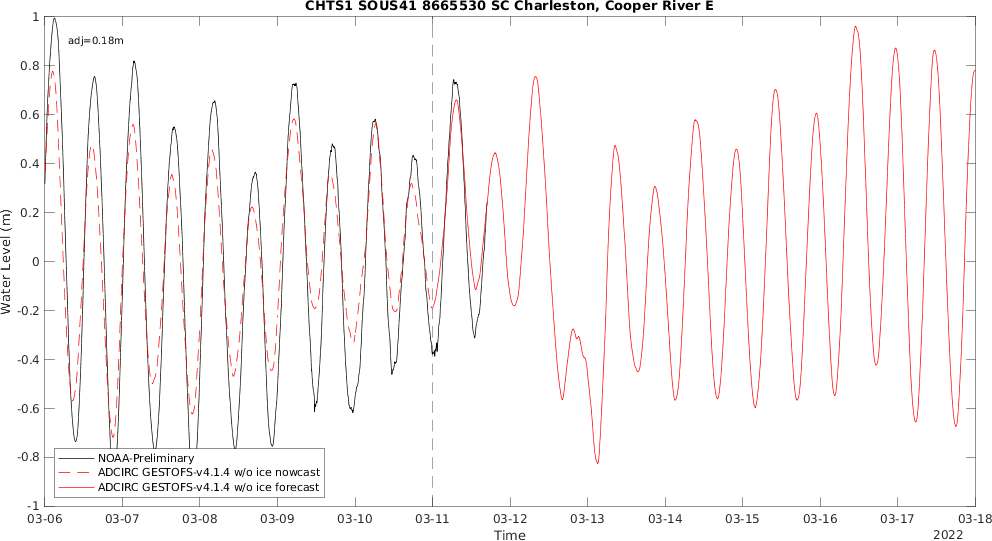 CHTS1 SOUS41 8665530 SC Charleston, Cooper River E
adj=0.18m
1
0.8
0.6
0.4
0.2
0
-0.2
-0.4
-0.6
-0.8
-1
Water Level (m)
NOAA-Preliminary
ADCIRC GESTOFS-v4.1.4 w/o ice nowcast
ADCIRC GESTOFS-v4.1.4 w/o ice forecast
03-06 03-07 03-08 03-09 03-10 03-11 03-12 03-13 03-14 03-15 03-16 03-17 03-18
Time
2022